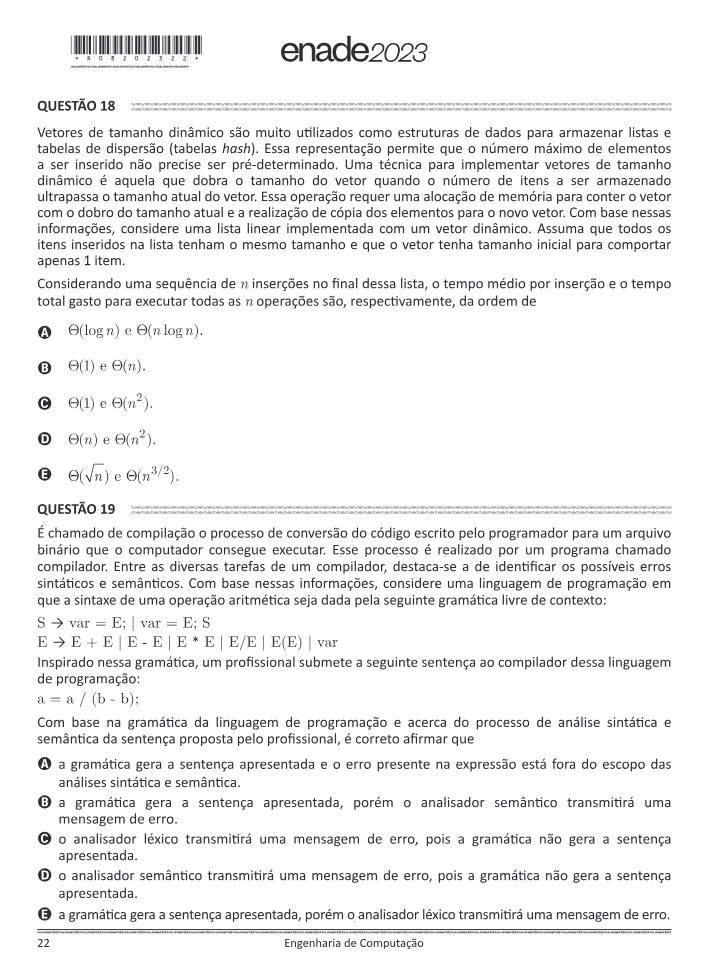 * R 0 8 2 0 2 3 2 2 *
enade2023
QUESTÃO 18
Vetores de tamanho dinâmico são muito utilizados como estruturas de dados para armazenar listas e
tabelas de dispersão (tabelas hash). Essa representação permite que o número máximo de elementos
a ser inserido não precise ser pré-determinado. Uma técnica para implementar vetores de tamanho
dinâmico é aquela que dobra o tamanho do vetor quando o número de itens a ser armazenado
ultrapassa o tamanho atual do vetor. Essa operação requer uma alocação de memória para conter o vetor
com o dobro do tamanho atual e a realização de cópia dos elementos para o novo vetor. Com base nessas
informações, considere uma lista linear implementada com um vetor dinâmico. Assuma que todos os
itens inseridos na lista tenham o mesmo tamanho e que o vetor tenha tamanho inicial para comportar
apenas 1 item.
Considerando uma sequência de n inserções no final dessa lista, o tempo médio por inserção e o tempo
total gasto para executar todas as n operações são, respectivamente, da ordem de
A Θ(log n) e Θ(n log n).
B Θ(1) e Θ(n).
C Θ(1) e Θ(n²).
D Θ(n) e Θ(n²).
E Θ(√n) e Θ(n^3/2).
QUESTÃO 19
É chamado de compilação o processo de conversão do código escrito pelo programador para um arquivo
binário que o computador consegue executar. Esse processo é realizado por um programa chamado
compilador. Entre as diversas tarefas de um compilador, destaca-se a de identificar os possíveis erros
sintáticos e semânticos. Com base nessas informações, considere uma linguagem de programação em
que a sintaxe de uma operação aritmética seja dada pela seguinte gramática livre de contexto:
S → var = E; | var = E; S
E → E + E | E - E | E * E | E/E | E(E) | var
Inspirado nessa gramática, um profissional submete a seguinte sentença ao compilador dessa linguagem
de programação:
a = a / (b - b);
Com base na gramática da linguagem de programação e acerca do processo de análise sintática e
semântica da sentença proposta pelo profissional, é correto afirmar que
A a gramática gera a sentença apresentada e o erro presente na expressão está fora do escopo das
análises sintática e semântica.
B a gramática gera a sentença apresentada, porém o analisador semântico transmitirá uma
mensagem de erro.
C o analisador léxico transmitirá uma mensagem de erro, pois a gramática não gera a sentença
apresentada.
D o analisador semântico transmitirá uma mensagem de erro, pois a gramática não gera a sentença
apresentada.
E a gramática gera a sentença apresentada, porém o analisador léxico transmitirá uma mensagem de erro.
22
Engenharia de Computação